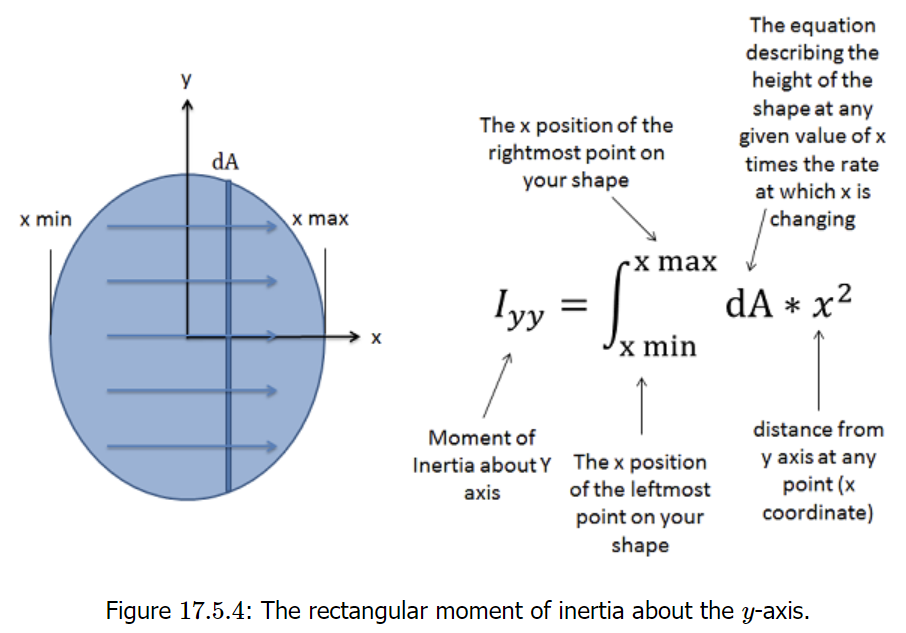 y
dA
x min
x max
x
The equation
describing the
height of the
shape at any
given value of x
times the rate
at which x is
changing
The x position of the
rightmost point on
your shape
I_yy = ∫_{x min}^{x max} dA * x²
Moment of
Inertia about Y
axis
The x position
of the leftmost
point on your
shape
distance from
y axis at any
point (x
coordinate)
Figure 17.5.4: The rectangular moment of inertia about the y-axis.